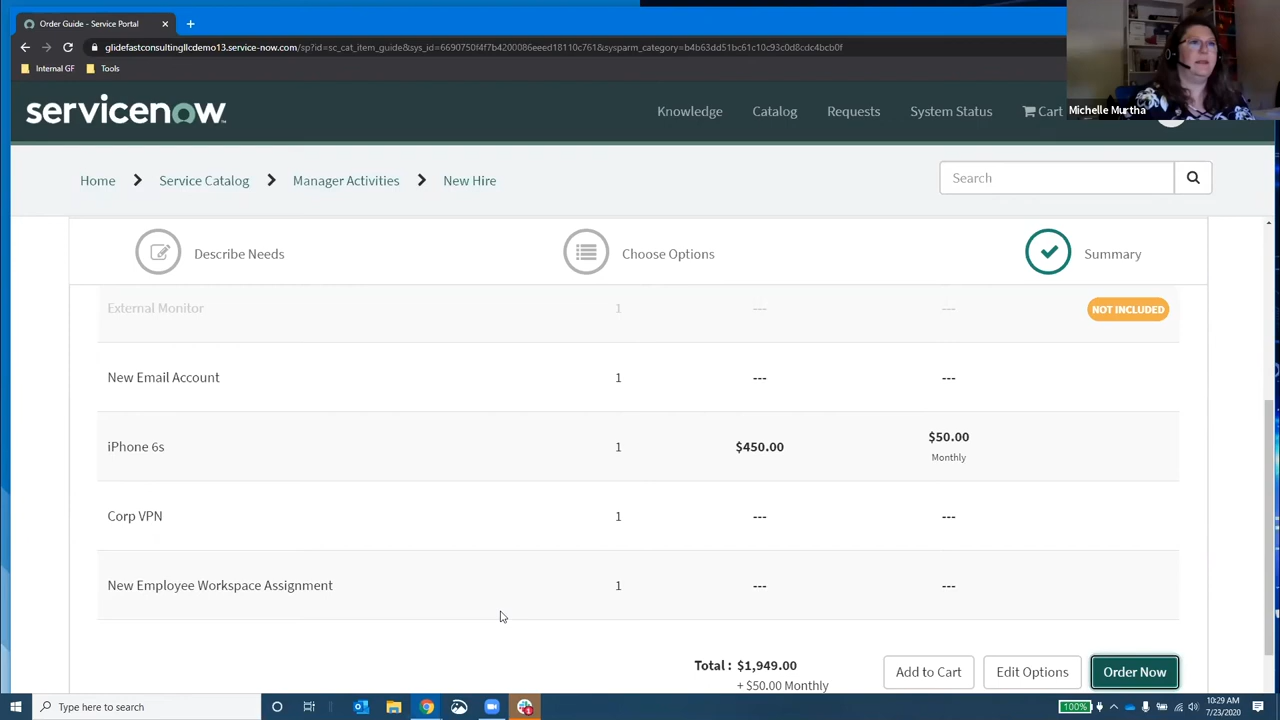 Order Guide - Service Portal
glidefastconsultingllcdemo13.service-now.com/sp?id=sc_cat_item_guide&sys_id=6690750f4f7b4200086eeed18110c761&sysparm_category=b4b63dd51bc61c10c93c0d8cdc4bcb0f
Internal GF
Tools
Michelle Murtha
servicenow
Knowledge
Catalog
Requests
System Status
Cart
Home
Service Catalog
Manager Activities
New Hire
Search
Describe Needs
Choose Options
Summary
External Monitor 1 --- --- NOT INCLUDED
New Email Account 1 --- ---
iPhone 6s 1 $450.00 $50.00
Monthly
Corp VPN 1 --- ---
New Employee Workspace Assignment 1 --- ---
Total : $1,949.00
+ $50.00 Monthly
Add to Cart
Edit Options
Order Now
Type here to search
100%
10:29 AM
7/23/2020